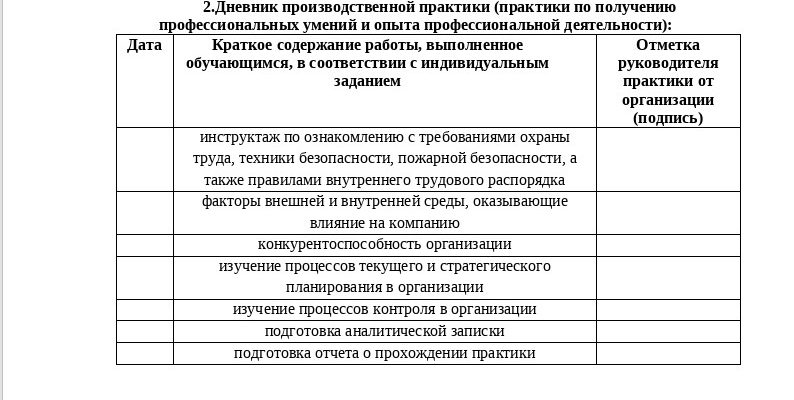 2.Дневник производственной практики (практики по получению
профессиональных умений и опыта профессиональной деятельности):
Дата
Краткое содержание работы, выполненное
обучающимся, в соответствии с индивидуальным
заданием
Отметка
руководителя
практики от
организации
(подпись)
инструктаж по ознакомлению с требованиями охраны
труда, техники безопасности, пожарной безопасности, а
также правилами внутреннего трудового распорядка
факторы внешней и внутренней среды, оказывающие
влияние на компанию
конкурентоспособность организации
изучение процессов текущего и стратегического
планирования в организации
изучение процессов контроля в организации
подготовка аналитической записки
подготовка отчета о прохождении практики